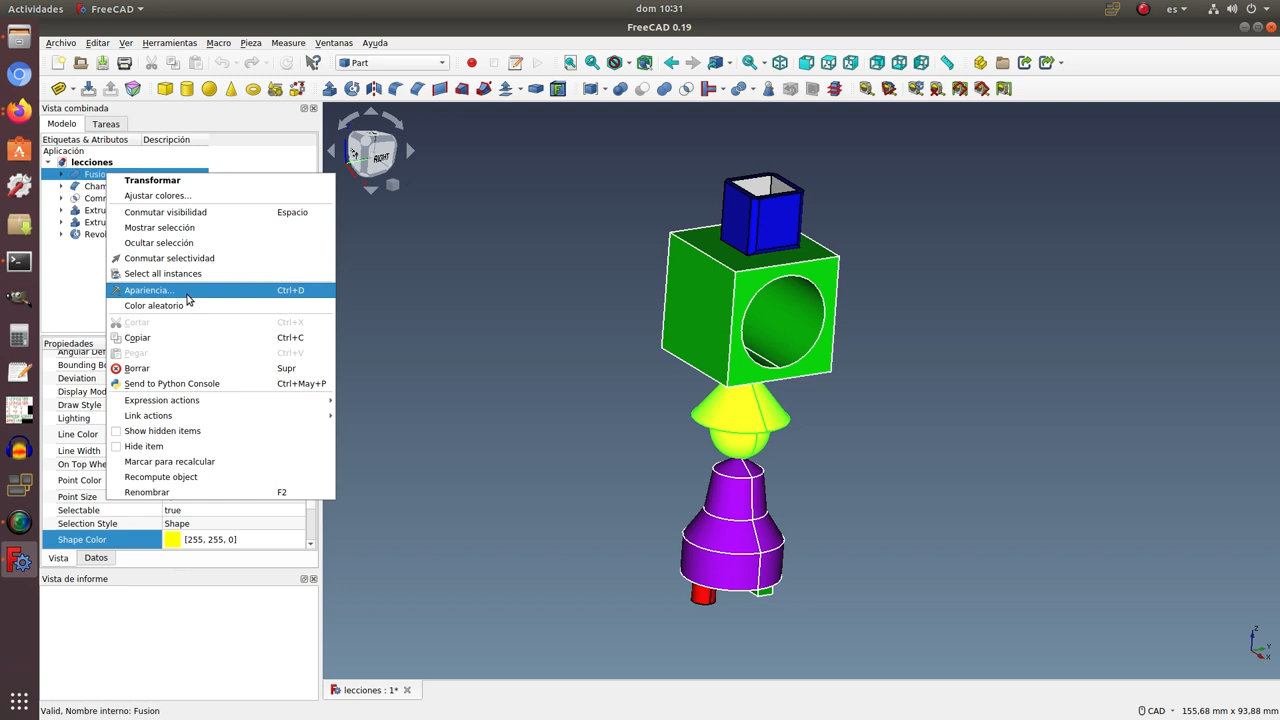 Actividades
FreeCAD
dom 10:31
es
FreeCAD 0.19
Archivo Editar Ver Herramientas Macro Pieza Measure Ventanas Ayuda
Part
Vista combinada
Modelo Tareas
Etiquetas & Atributos Descripción
Aplicación
lecciones
Transformar
Ajustar colores...
Conmutar visibilidad Espacio
Mostrar selección
Ocultar selección
Conmutar selectividad
Select all instances
Apariencia... Ctrl+D
Color aleatorio
Cortar Ctrl+X
Copiar Ctrl+C
Pegar Ctrl+V
Borrar Supr
Send to Python Console Ctrl+May+P
Expression actions
Link actions
Show hidden items
Hide item
Marcar para recalcular
Recompute object
Renombrar F2
Propiedades
Angular Def
Bounding Bo
Deviation
Display Mod
Draw Style
Lighting
Line Color
Line Width
On Top Whe
Point Color
Point Size
Selectable true
Selection Style Shape
Shape Color [255, 255, 0]
Vista Datos
Vista de informe
RIGHT
Z
Y
X
lecciones : 1*
Valid, Nombre interno: Fusion
CAD
155,68 mm x 93,88 mm